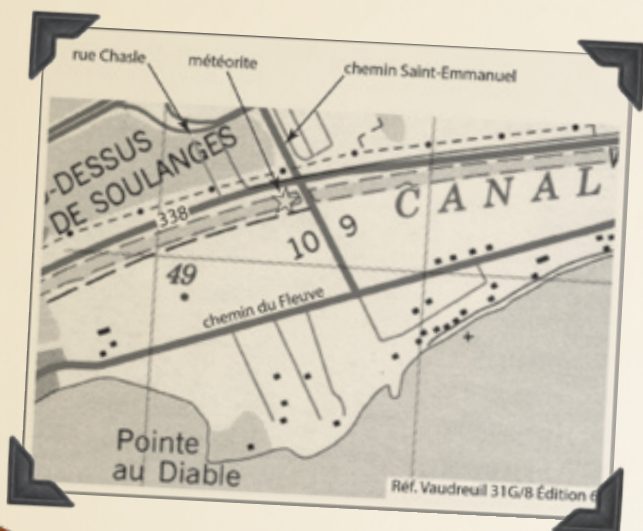 rue Chasle
météorite
chemin Saint-Emmanuel
-DESSUS
DE SOULANGES
338
CANAL
10 9
49
chemin du Fleuve
Pointe
au Diable
Réf. Vaudreuil 31G/8 Édition 6